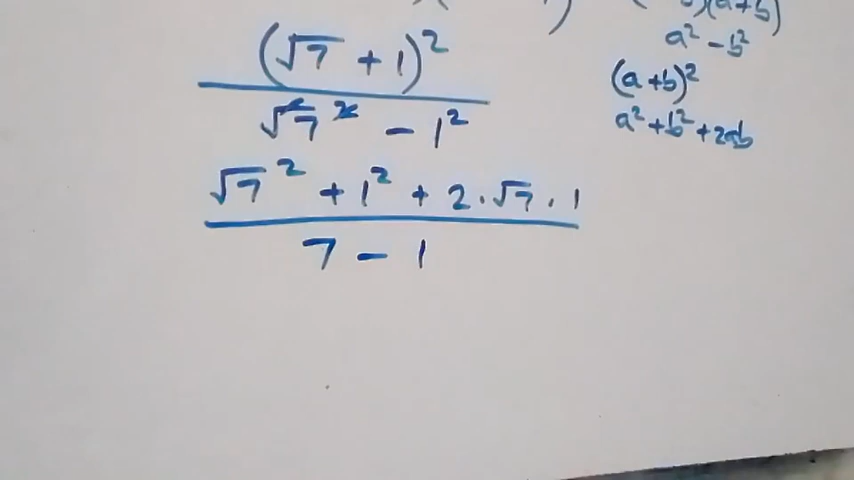 (√7 + 1)²
√7² - 1²
√7² + 1² + 2 · √7 · 1
7 - 1
(a+b)
a² - b²
(a+b)²
a² + b² + 2ab